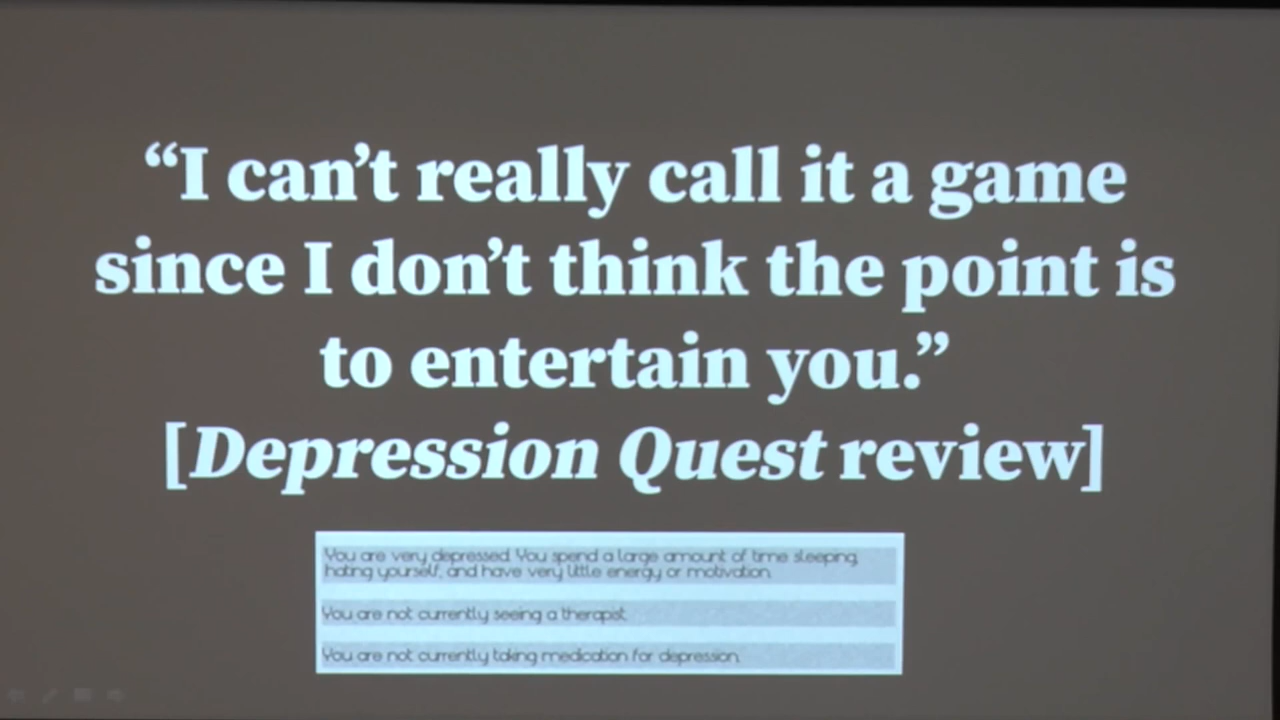 “I can’t really call it a game
since I don’t think the point is
to entertain you.”
[Depression Quest review]
You are very depressed. You spend a large amount of time sleeping,
hating yourself, and have very little energy or motivation.
You are not currently seeing a therapist.
You are not currently taking medication for depression.